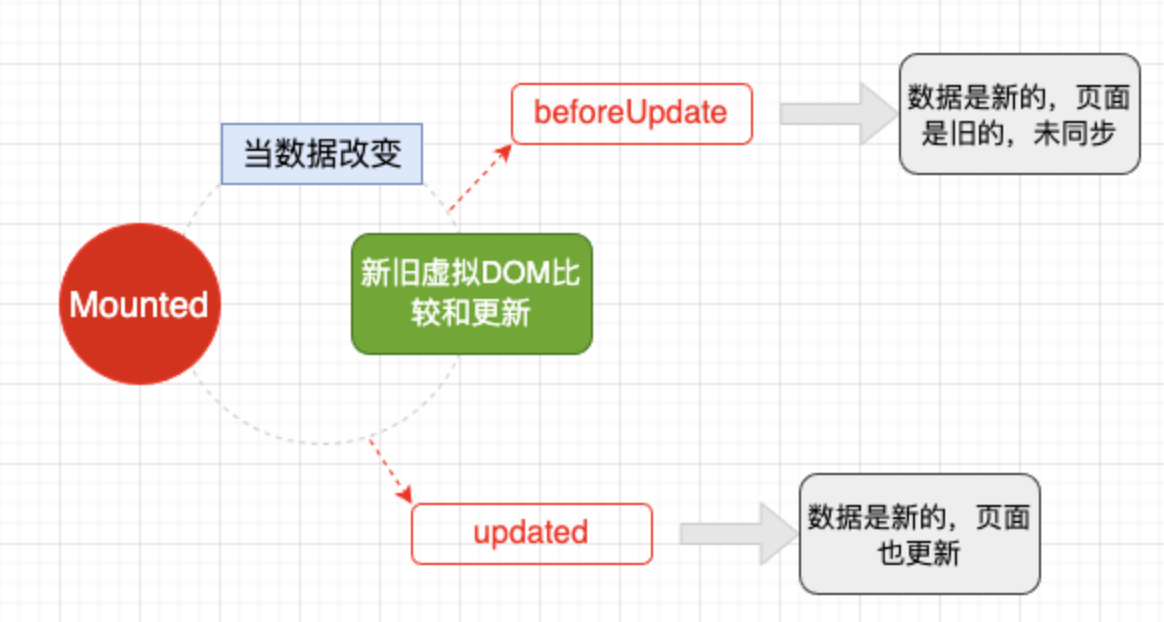 beforeUpdate
数据是新的，页面
是旧的，未同步
当数据改变
新旧虚拟DOM比
较和更新
Mounted
updated
数据是新的，页面
也更新